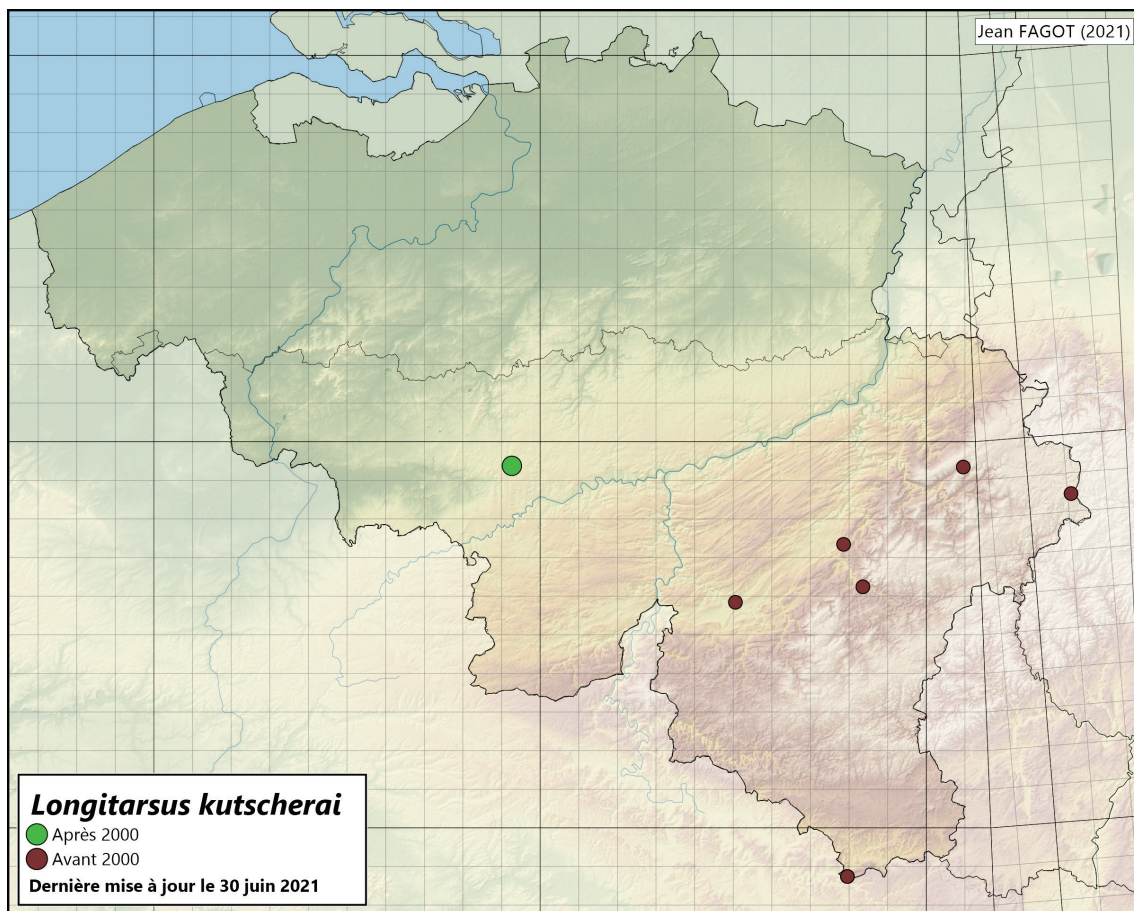 Jean FAGOT (2021)
Longitarsus kutscherai
Après 2000
Avant 2000
Dernière mise à jour le 30 juin 2021